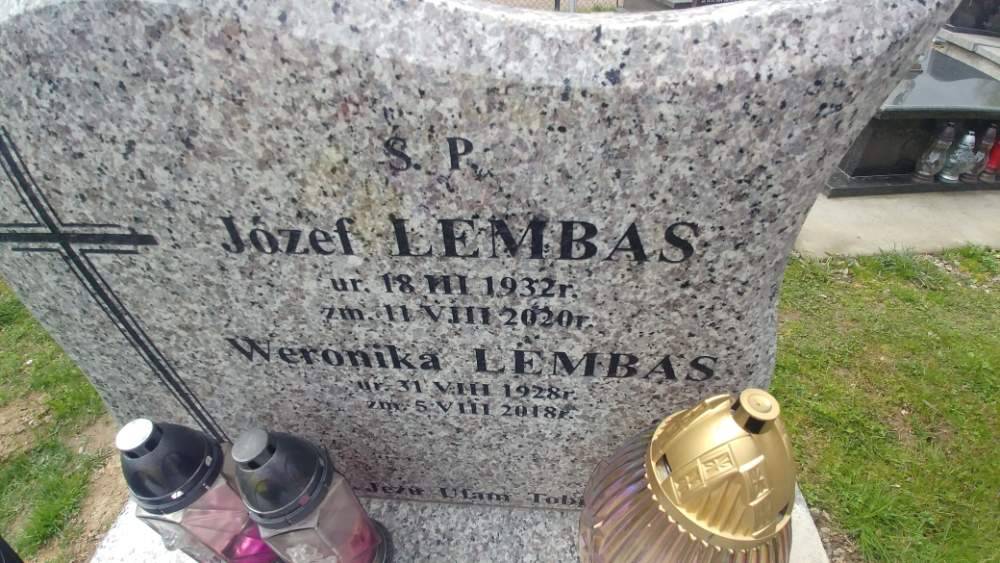 Ś. P.
Józef LEMBAS
ur. 18 III 1932r.
zm. 11 VIII 2020r.
Weronika LEMBAS
ur. 31 VIII 1928r.
zm. 5 VIII 2018r.
Jezu Ufam